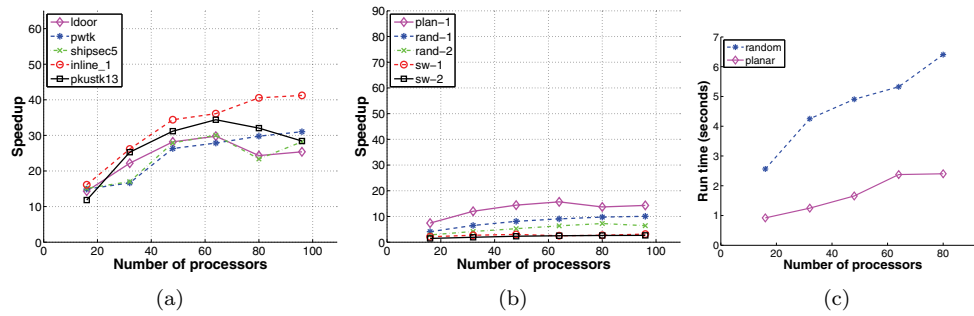 ldoor
pwtk
shipsec5
inline_1
pkustk13
60
50
40
30
20
10
0
0
20
40
60
80
100
Speedup
Number of processors
(a)
plan-1
rand-1
rand-2
sw-1
sw-2
90
80
70
60
50
40
30
20
10
0
0
20
40
60
80
100
Speedup
Number of processors
(b)
random
planar
7
6
5
4
3
2
1
0
20
40
60
80
Run time (seconds)
Number of processors
(c)